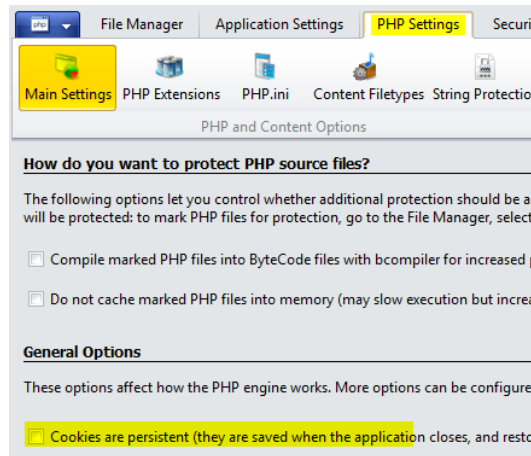 php File Manager Application Settings PHP Settings Securi
Main Settings PHP Extensions PHP.ini Content Filetypes String Protectio
PHP and Content Options
How do you want to protect PHP source files?
The following options let you control whether additional protection should be a
will be protected: to mark PHP files for protection, go to the File Manager, select
Compile marked PHP files into ByteCode files with bcompiler for increased p
Do not cache marked PHP files into memory (may slow execution but increa
General Options
These options affect how the PHP engine works. More options can be configure
Cookies are persistent (they are saved when the application closes, and resto